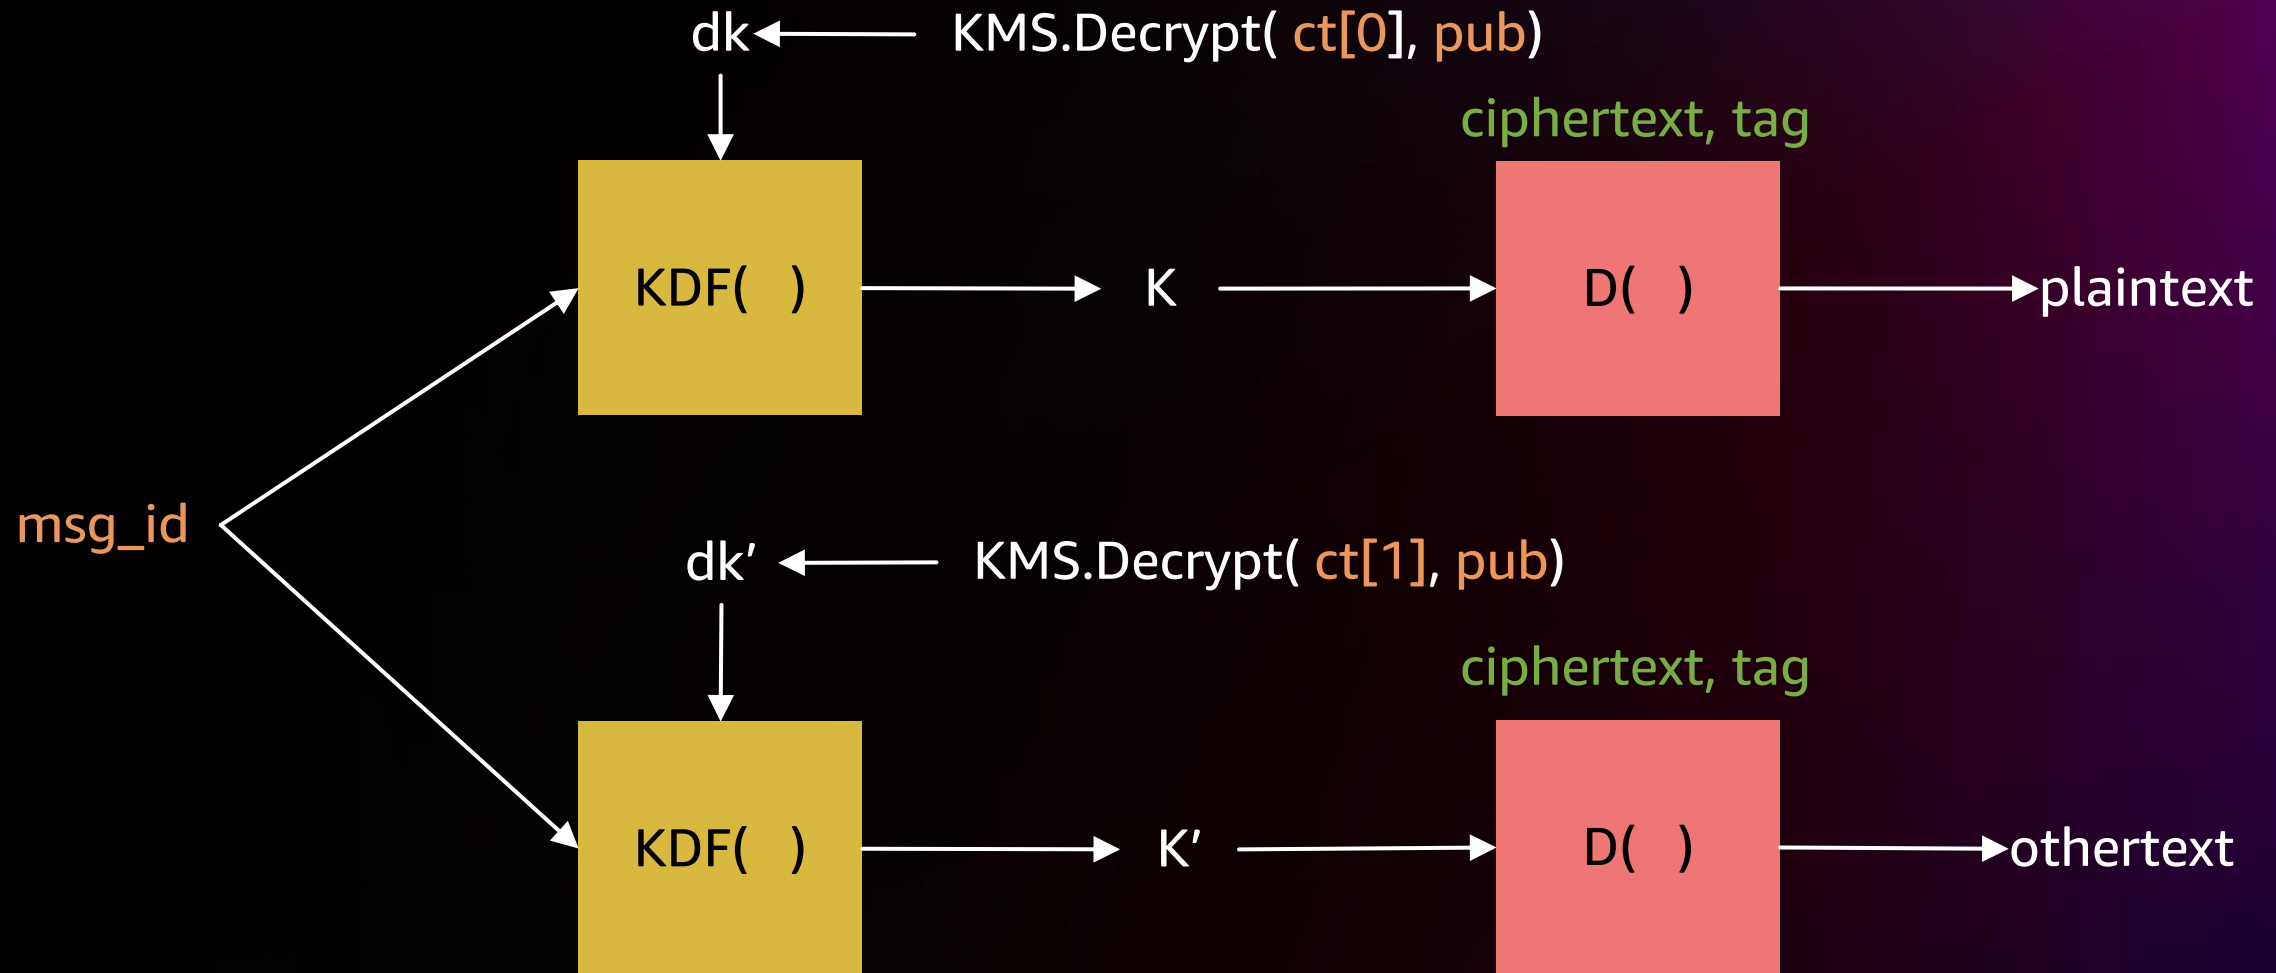 dk
KMS.Decrypt( ct[0], pub)
ciphertext, tag
KDF( )
K
D( )
plaintext
msg_id
dk’
KMS.Decrypt( ct[1], pub)
ciphertext, tag
KDF( )
K’
D( )
othertext